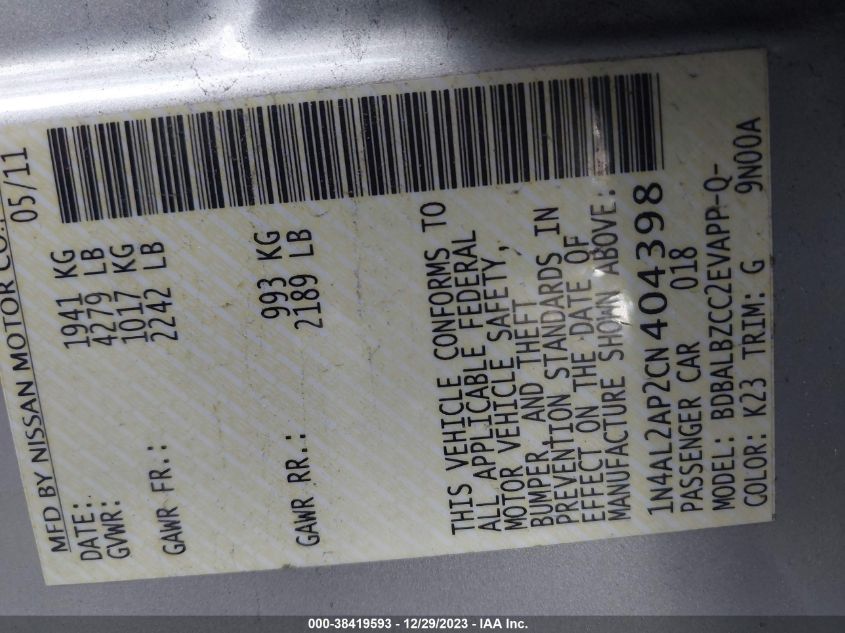 MFD BY NISSAN MOTOR CO.,
DATE: 05/11
GVWR: 1941 KG
4279 LB
GAWR FR.: 1017 KG
2242 LB
GAWR RR.: 993 KG
2189 LB
THIS VEHICLE CONFORMS TO
ALL APPLICABLE FEDERAL
MOTOR VEHICLE SAFETY,
BUMPER AND THEFT
PREVENTION STANDARDS IN
EFFECT ON THE DATE OF
MANUFACTURE SHOWN ABOVE.
1N4AL2AP2CN404398
PASSENGER CAR 018
MODEL: BDBALBZCC2EVAPP-Q-
COLOR: K23 TRIM: G 9N00A
000-38419593 - 12/29/2023 - IAA Inc.